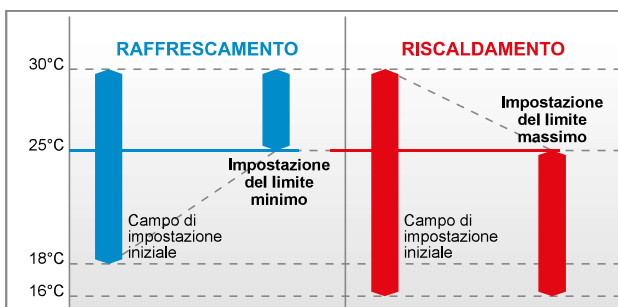 RAFFRESCAMENTO
RISCALDAMENTO
30°C
25°C
18°C
16°C
Impostazione
del limite
minimo
Campo di
impostazione
iniziale
Impostazione
del limite
massimo
Campo di
impostazione
iniziale